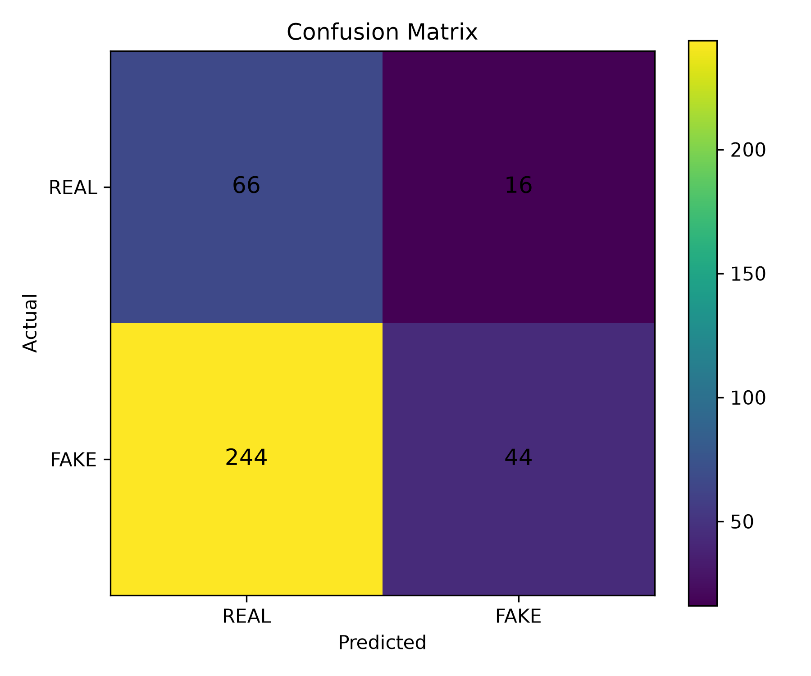 Confusion Matrix
200
150
100
50
REAL
66
16
Actual
FAKE
244
44
REAL
FAKE
Predicted